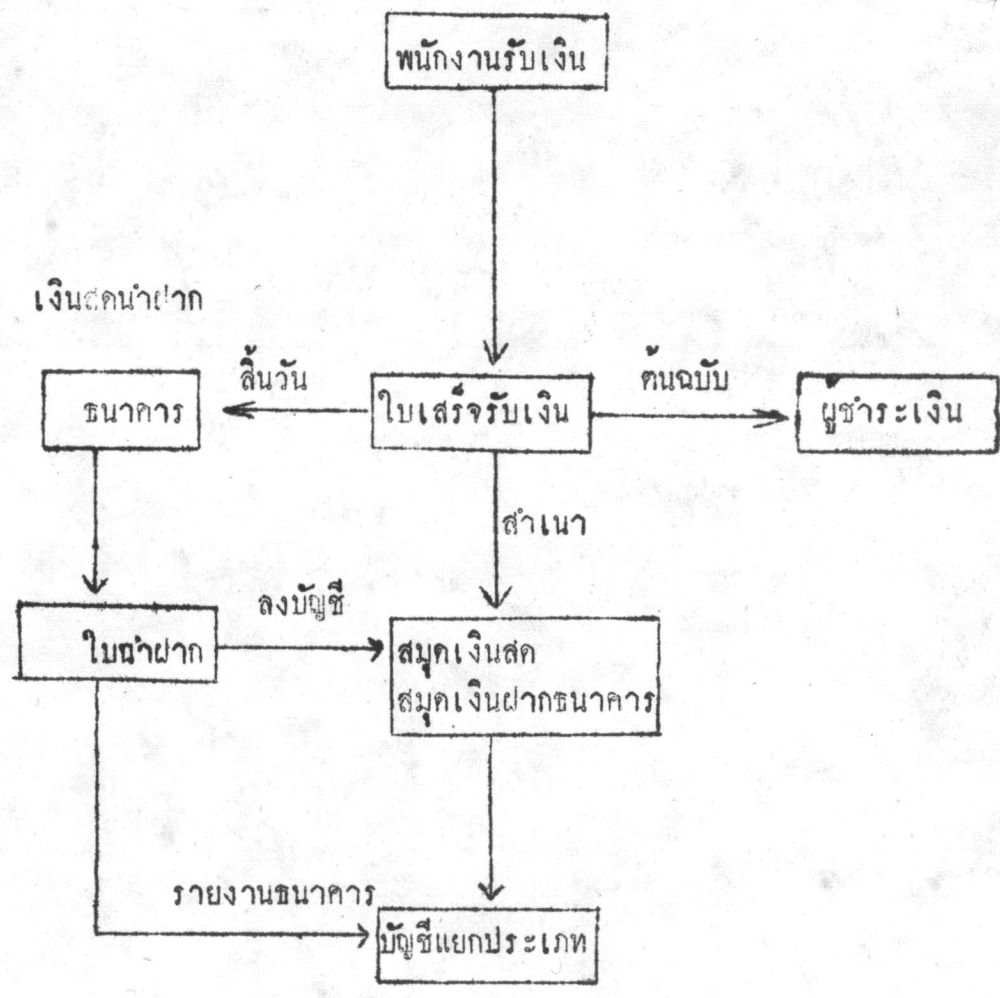 พนักงานรับเงิน
เงินสดนำฝาก
สิ้นวัน
ต้นฉบับ
ธนาคาร
ใบเสร็จรับเงิน
ผู้ชำระเงิน
สำเนา
ลงบัญชี
ใบนำฝาก
สมุดเงินสด
สมุดเงินฝากธนาคาร
รายงานธนาคาร
บัญชีแยกประเภท